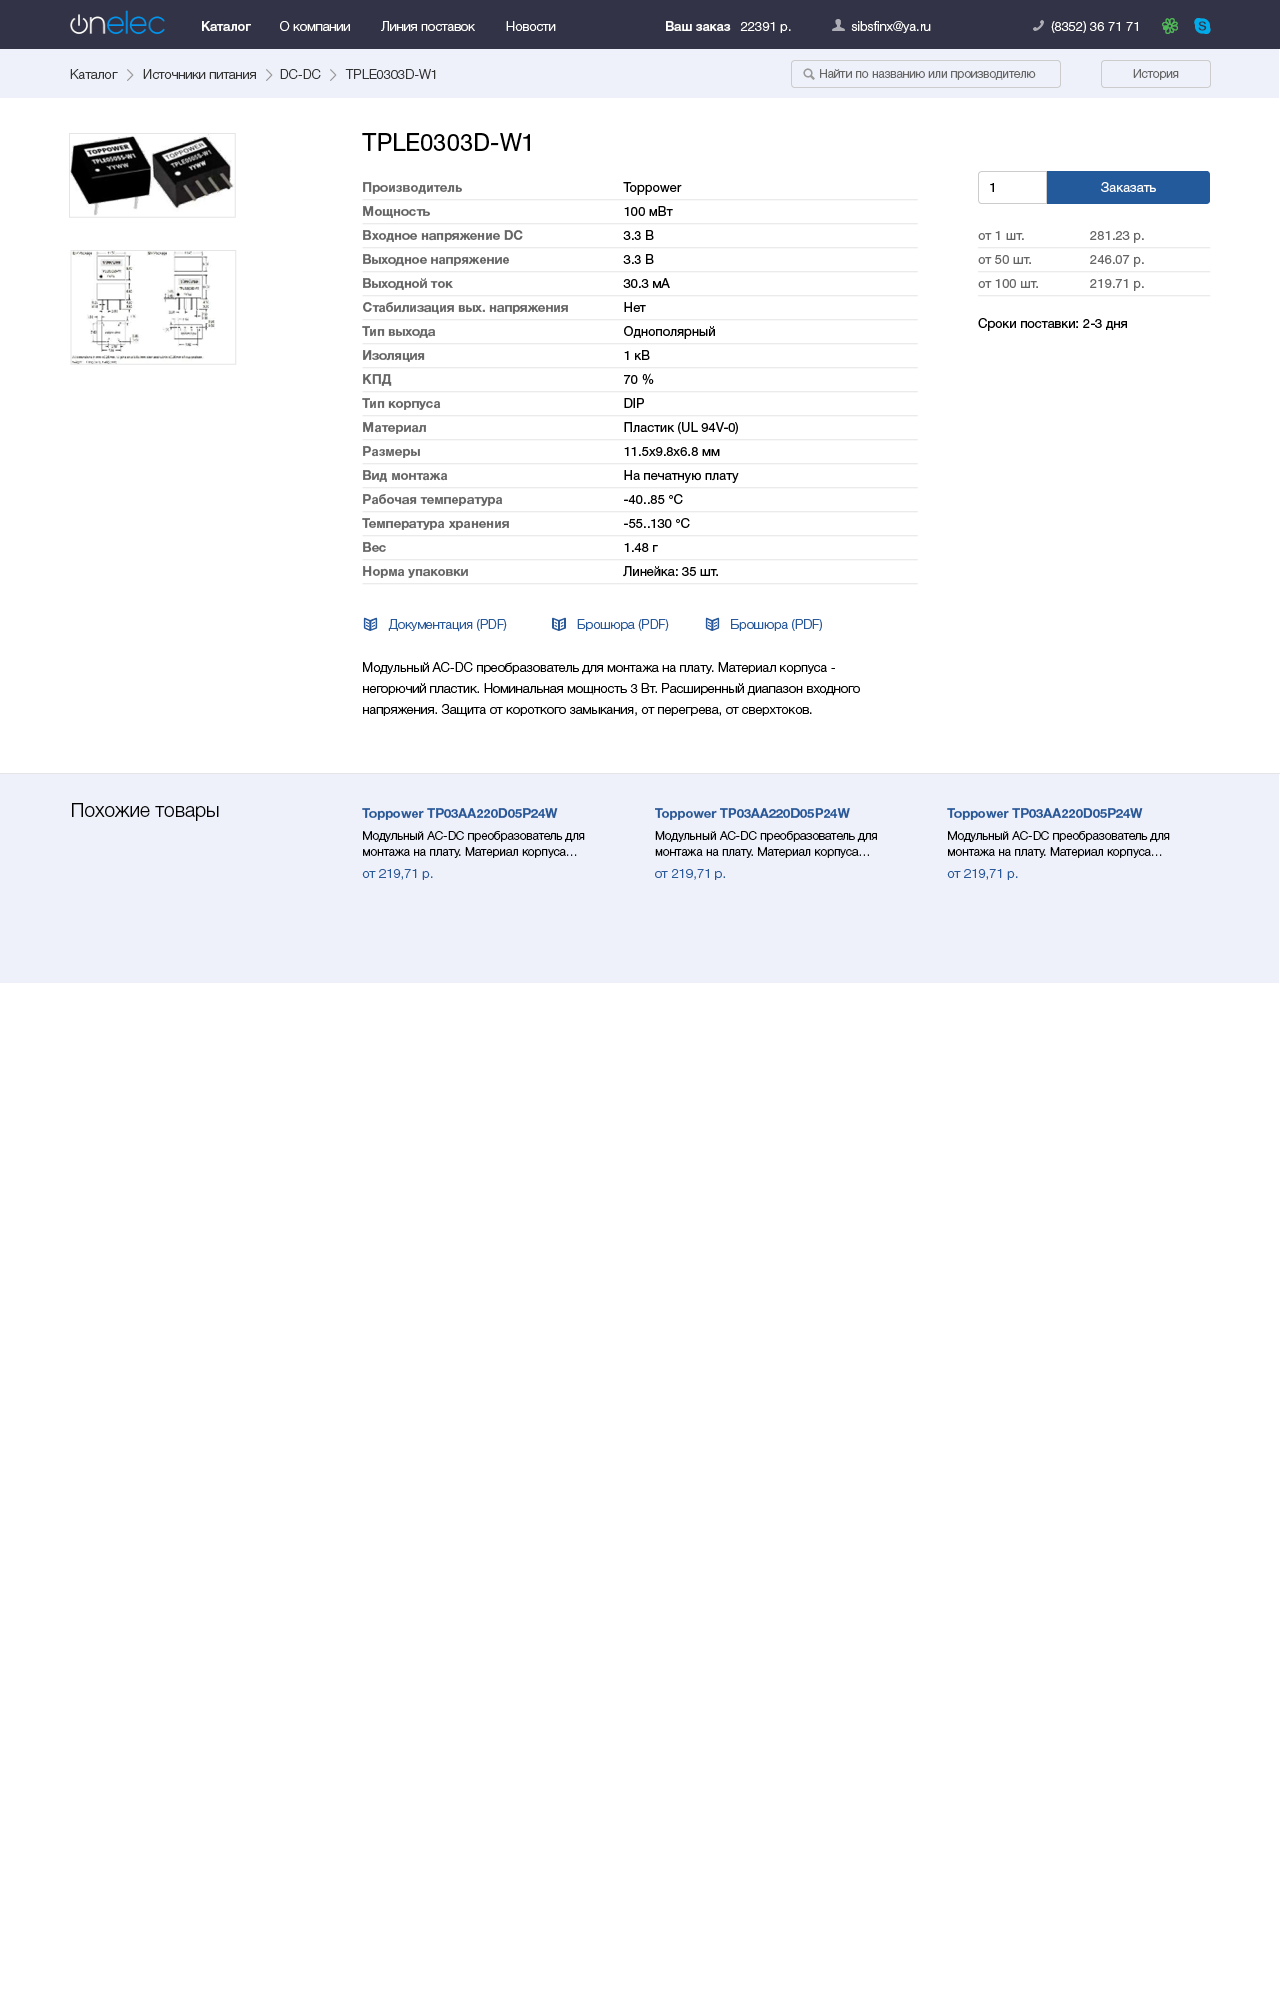 onelec Каталог О компании Линия поставок Новости Ваш заказ 22391 р. sibsfinx@ya.ru (8352) 36 71 71
Каталог Источники питания DC-DC TPLE0303D-W1 Найти по названию или производителю История
TOPPOWER
TPLE0505S-W1
YYWW
TOPPOWER
TPLE0505S-W1
YYWW
TPLE0303D-W1
Производитель Toppower
Мощность 100 мВт
Входное напряжение DC 3.3 В
Выходное напряжение 3.3 В
Выходной ток 30.3 мА
Стабилизация вых. напряжения Нет
Тип выхода Однополярный
Изоляция 1 кВ
КПД 70 %
Тип корпуса DIP
Материал Пластик (UL 94V-0)
Размеры 11.5x9.8x6.8 мм
Вид монтажа На печатную плату
Рабочая температура -40..85 °C
Температура хранения -55..130 °C
Вес 1.48 г
Норма упаковки Линейка: 35 шт.
1 Заказать
от 1 шт. 281.23 р.
от 50 шт. 246.07 р.
от 100 шт. 219.71 р.
Сроки поставки: 2-3 дня
Документация (PDF) Брошюра (PDF) Брошюра (PDF)
Модульный AC-DC преобразователь для монтажа на плату. Материал корпуса -
негорючий пластик. Номинальная мощность 3 Вт. Расширенный диапазон входного
напряжения. Защита от короткого замыкания, от перегрева, от сверхтоков.
Похожие товары
Toppower TP03AA220D05P24W
Модульный AC-DC преобразователь для
монтажа на плату. Материал корпуса…
от 219,71 р.
Toppower TP03AA220D05P24W
Модульный AC-DC преобразователь для
монтажа на плату. Материал корпуса…
от 219,71 р.
Toppower TP03AA220D05P24W
Модульный AC-DC преобразователь для
монтажа на плату. Материал корпуса…
от 219,71 р.